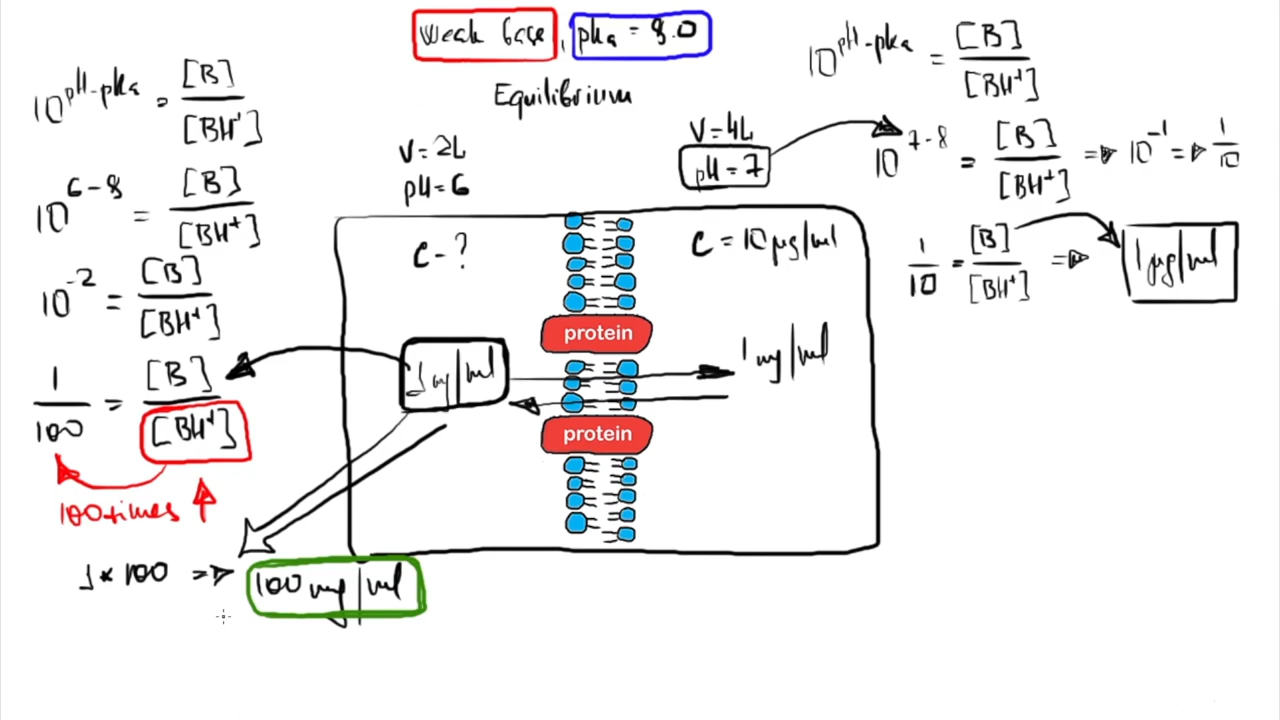 weak base, pka = 8.0
Equilibrium
10^pH-pka = [B] / [BH+]
10^6-8 = [B] / [BH+]
10^-2 = [B] / [BH+]
1/100 = [B] / [BH+]
100 times ↑
1 * 100 => 100 mg/ml
V = 2L
pH = 6
C - ?
1 mg/ml
V = 4L
pH = 7
C = 10 µg/ml
1 mg/ml
protein
protein
10^pH-pka = [B] / [BH+]
10^7-8 = [B] / [BH+] => 10^-1 => 1/10
1/10 = [B] / [BH+] => 1 µg/ml